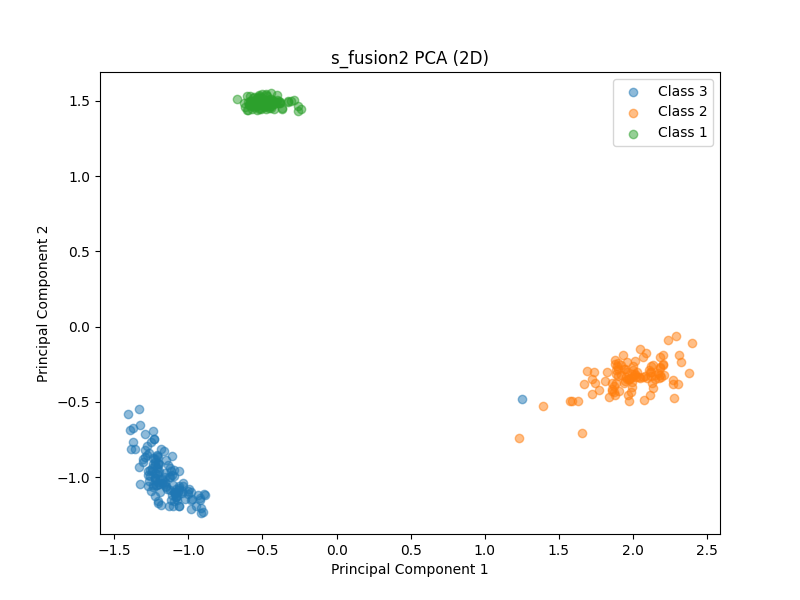 s_fusion2 PCA (2D)
Class 3
Class 2
Class 1
Principal Component 2
1.5
1.0
0.5
0.0
−0.5
−1.0
−1.5
−1.0
−0.5
0.0
0.5
1.0
1.5
2.0
2.5
Principal Component 1